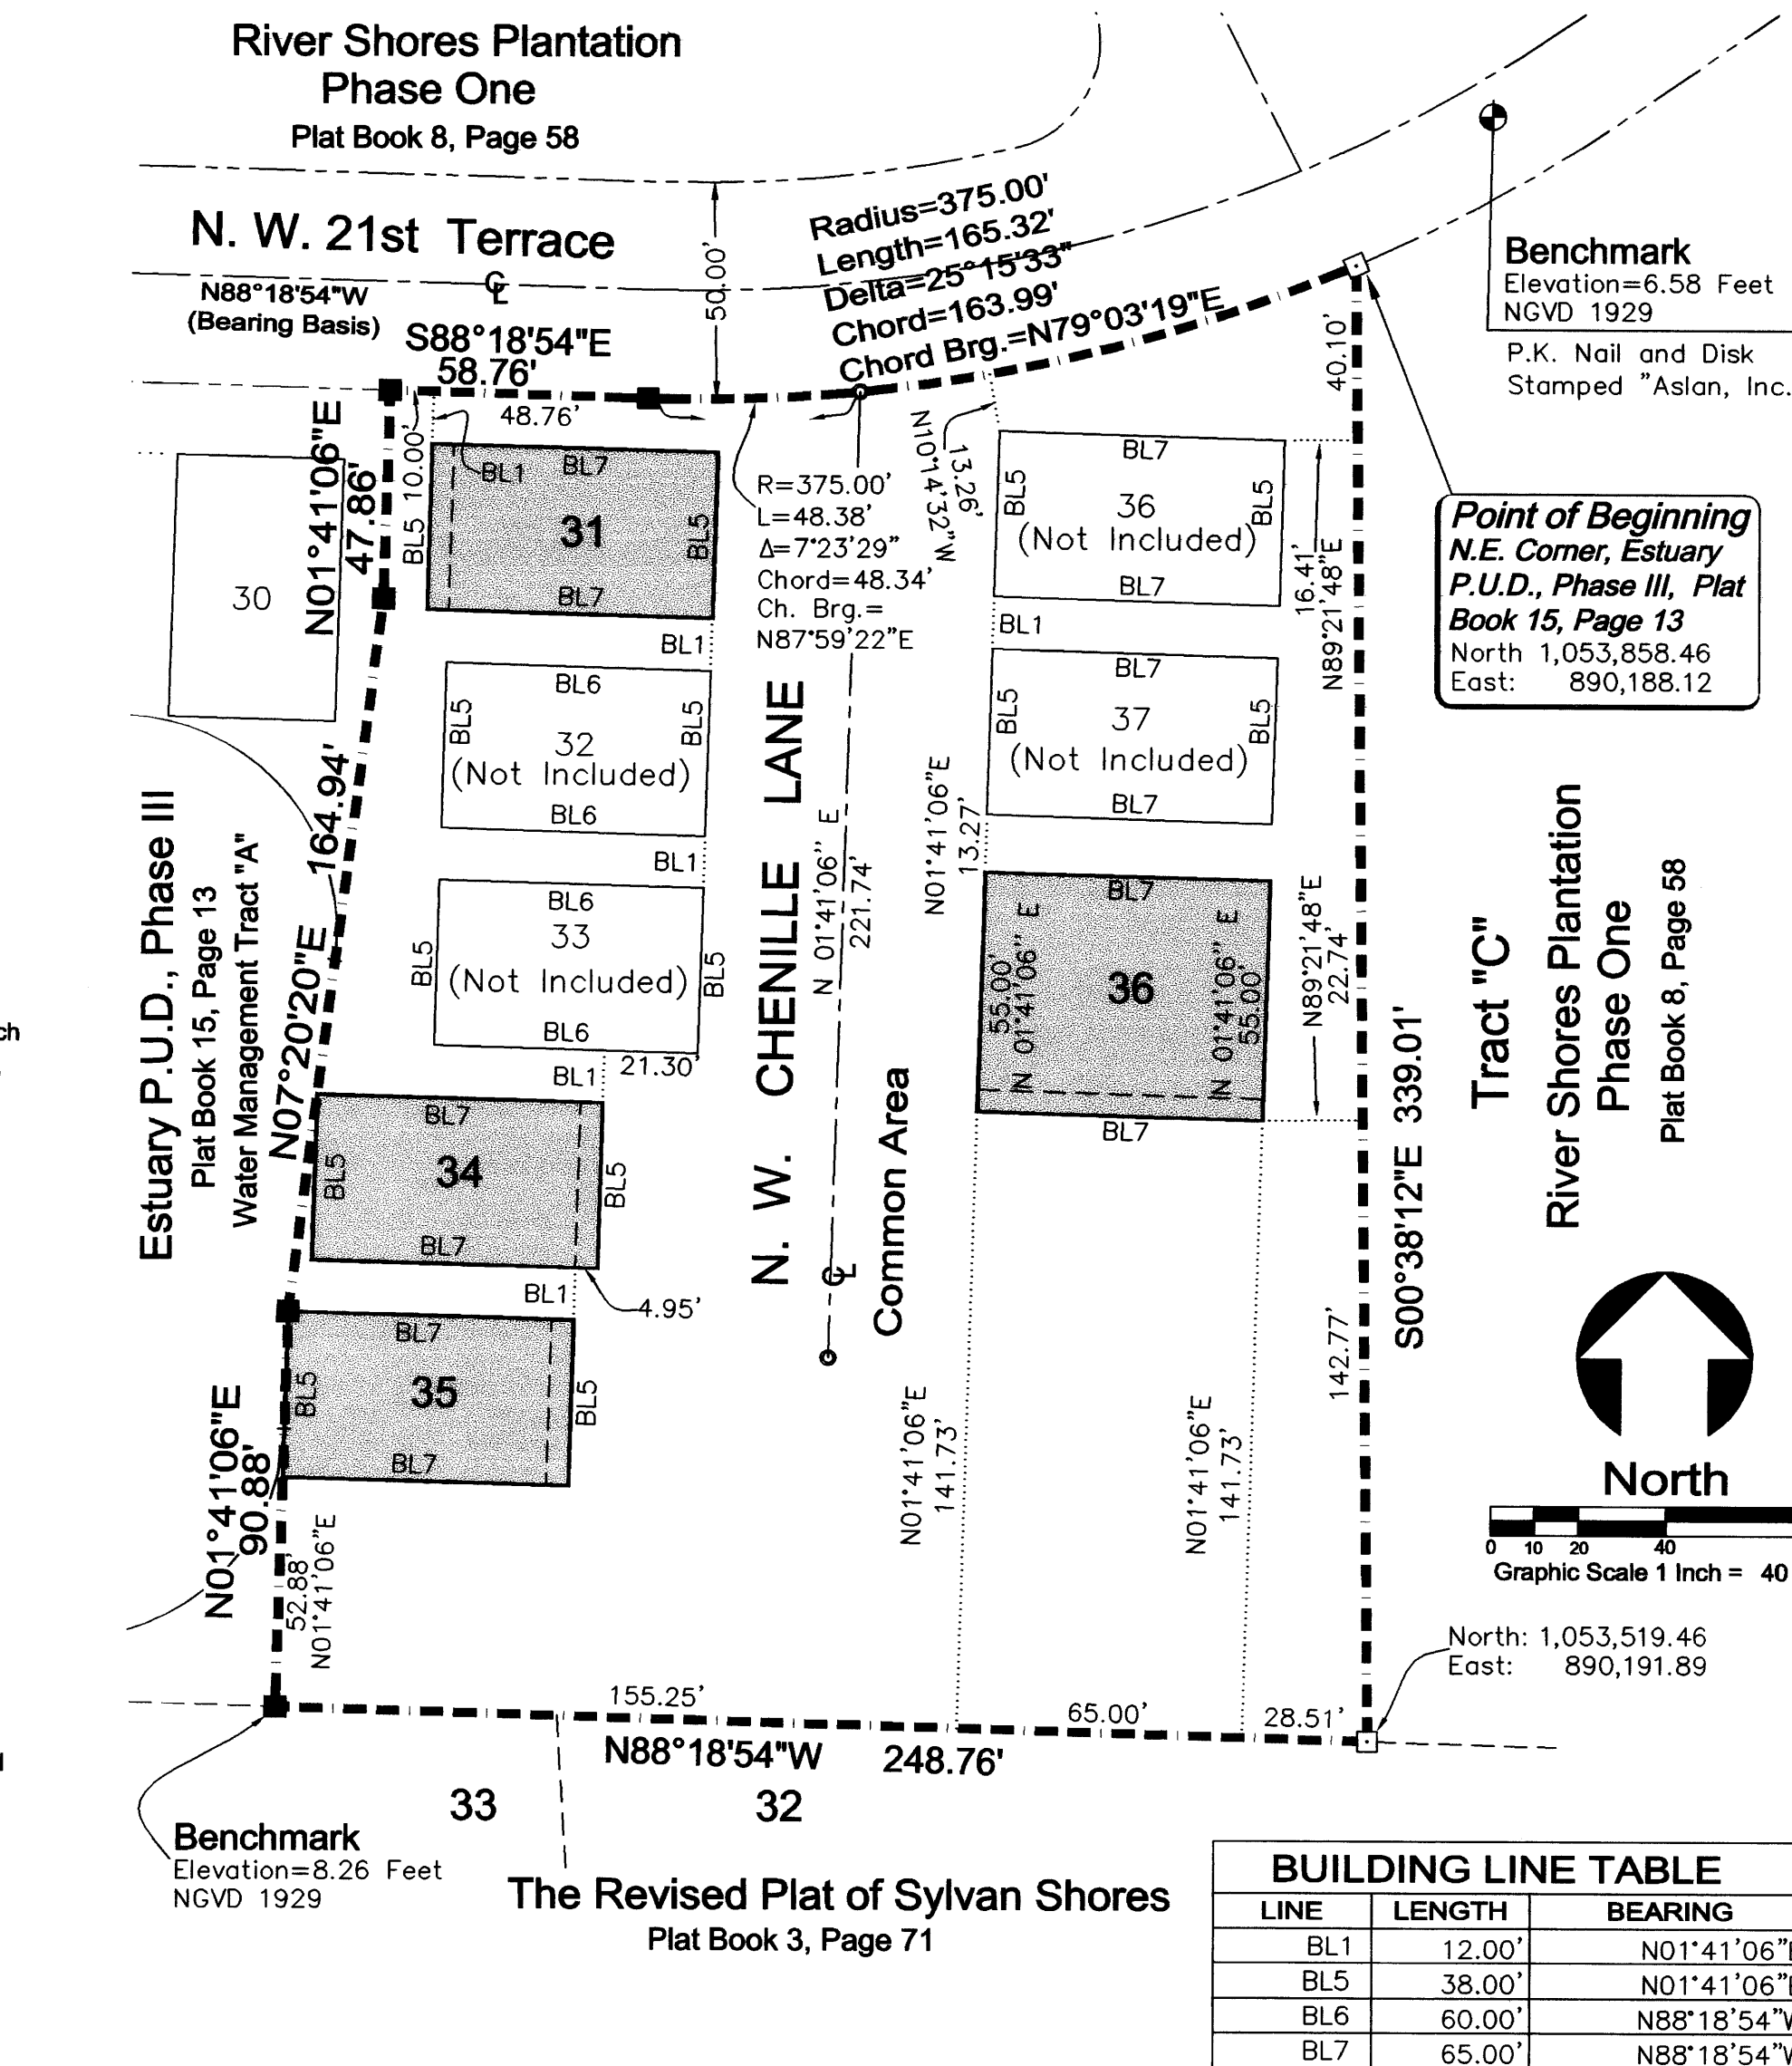 River Shores Plantation
Phase One
Plat Book 8, Page 58
N. W. 21st Terrace
CL
N88°18'54"W
(Bearing Basis)
S88°18'54"E
58.76'
48.76'
50.00'
Radius=375.00'
Length=165.32'
Delta=25°15'33"
Chord=163.99'
Chord Brg.=N79°03'19"E
Benchmark
Elevation=6.58 Feet
NGVD 1929
P.K. Nail and Disk
Stamped "Aslan, Inc.
40.10'
N01°41'06"E
47.86'
BL5
10.00'
BL1
BL7
31
BL5
BL7
30
R=375.00'
L=48.38'
Δ=7°23'29"
Chord=48.34'
Ch. Brg.=
N87°59'22"E
13.26'
N10°14'32"W
BL7
BL5
36
(Not Included)
BL5
BL7
16.41'
N89°21'48"E
Point of Beginning
N.E. Corner, Estuary
P.U.D., Phase III, Plat
Book 15, Page 13
North 1,053,858.46
East: 890,188.12
BL1
BL1
BL6
BL5
32
(Not Included)
BL5
BL6
BL7
BL5
37
(Not Included)
BL5
BL7
N. W. CHENILLE LANE
N 01°41'06" E
221.74'
CL
Common Area
N01°41'06"E
13.27'
Estuary P.U.D., Phase III
Plat Book 15, Page 13
Water Management Tract "A"
N07°20'20"E 164.94'
BL1
BL6
BL5
33
(Not Included)
BL5
BL6
21.30'
BL1
BL7
55.00'
N 01°41'06" E
36
N 01°41'06" E
55.00'
BL7
N89°21'48"E
22.74'
S00°38'12"E 339.01'
Tract "C"
River Shores Plantation
Phase One
Plat Book 8, Page 58
ch
BL7
BL5
34
BL5
BL7
BL1
4.95'
BL7
BL5
35
BL5
BL7
N01°41'06"E
90.88'
52.88'
N01°41'06"E
N01°41'06"E
141.73'
N01°41'06"E
141.73'
142.77'
North
0 10 20 40
Graphic Scale 1 Inch = 40
North: 1,053,519.46
East: 890,191.89
155.25'
65.00'
28.51'
N88°18'54"W 248.76'
33
32
Benchmark
Elevation=8.26 Feet
NGVD 1929
The Revised Plat of Sylvan Shores
Plat Book 3, Page 71
BUILDING LINE TABLE
LINE LENGTH BEARING
BL1 12.00' N01°41'06"E
BL5 38.00' N01°41'06"E
BL6 60.00' N88°18'54"W
BL7 65.00' N88°18'54"W